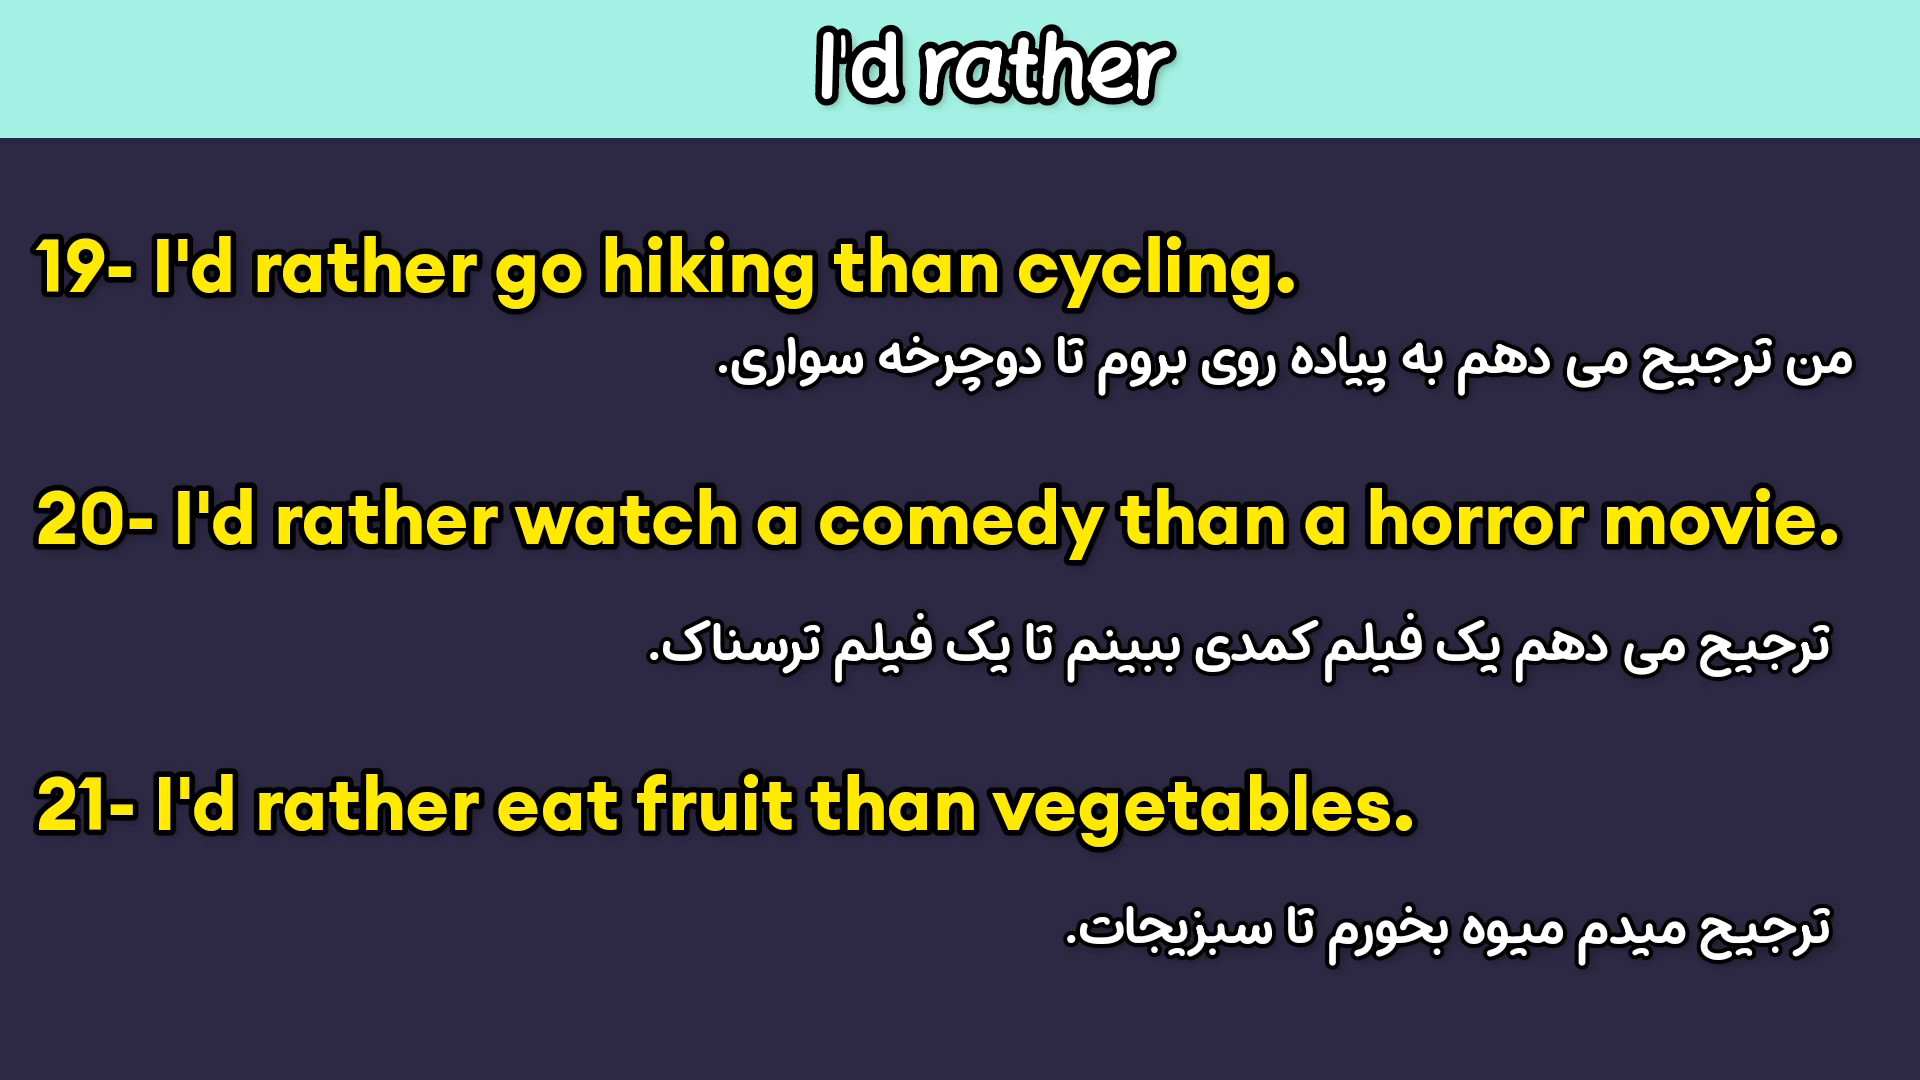 I'd rather
19- I'd rather go hiking than cycling.
من ترجیح می دهم به پیاده روی بروم تا دوچرخه سواری.
20- I'd rather watch a comedy than a horror movie.
ترجیح می دهم یک فیلم کمدی ببینم تا یک فیلم ترسناک.
21- I'd rather eat fruit than vegetables.
ترجیح میدم میوه بخورم تا سبزیجات.